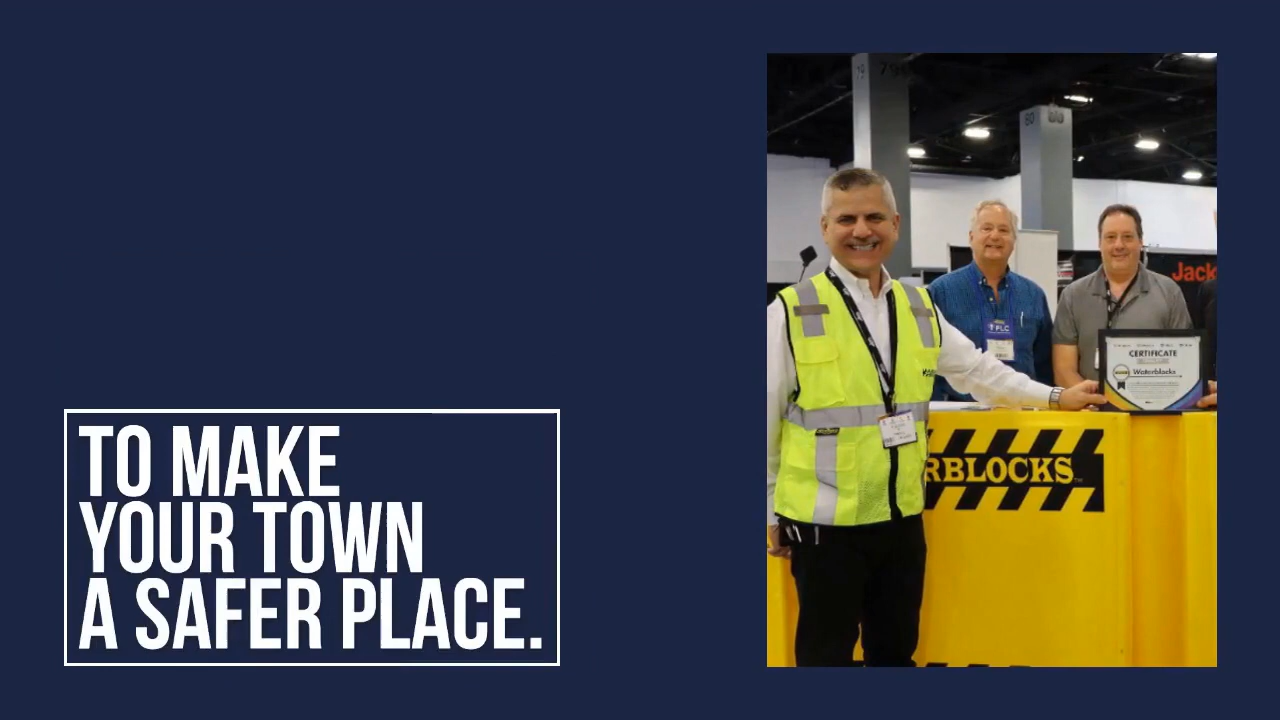 TO MAKE
YOUR TOWN
A SAFER PLACE.
Jack
FLC
CERTIFICATE
Waterblocks
RBLOCKS